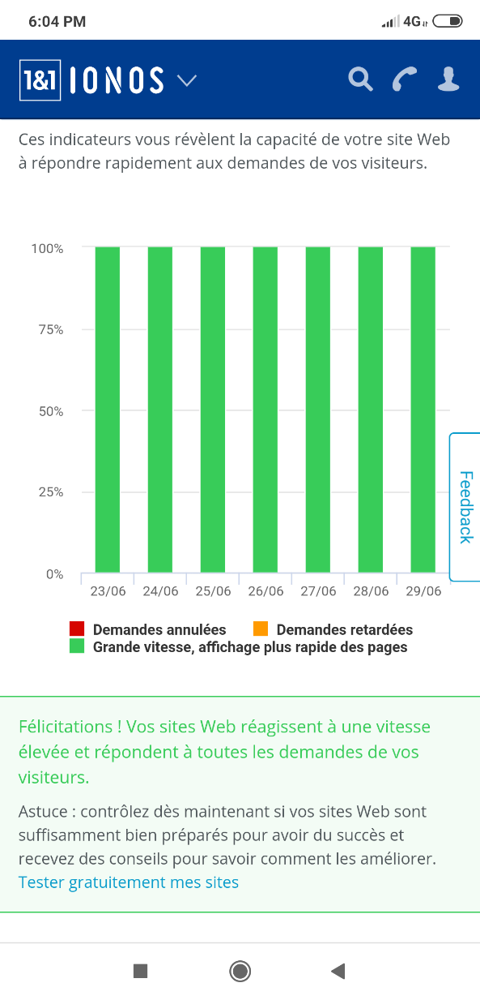 6:04 PM
4G
1&1 IONOS
Ces indicateurs vous révèlent la capacité de votre site Web
à répondre rapidement aux demandes de vos visiteurs.
100%
75%
50%
25%
0%
23/06 24/06 25/06 26/06 27/06 28/06 29/06
Feedback
Demandes annulées Demandes retardées
Grande vitesse, affichage plus rapide des pages
Félicitations ! Vos sites Web réagissent à une vitesse
élevée et répondent à toutes les demandes de vos
visiteurs.
Astuce : contrôlez dès maintenant si vos sites Web sont
suffisamment bien préparés pour avoir du succès et
recevez des conseils pour savoir comment les améliorer.
Tester gratuitement mes sites